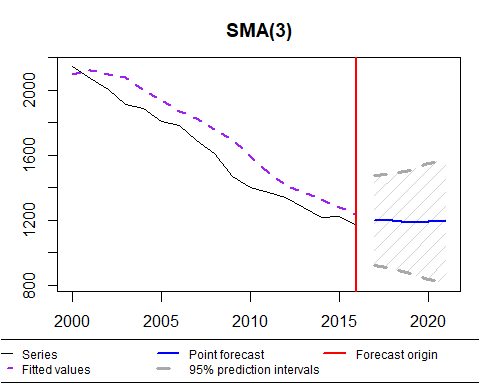 SMA(3)
2000
1600
1200
800
2000 2005 2010 2015 2020
Series Point forecast Forecast origin
Fitted values 95% prediction intervals